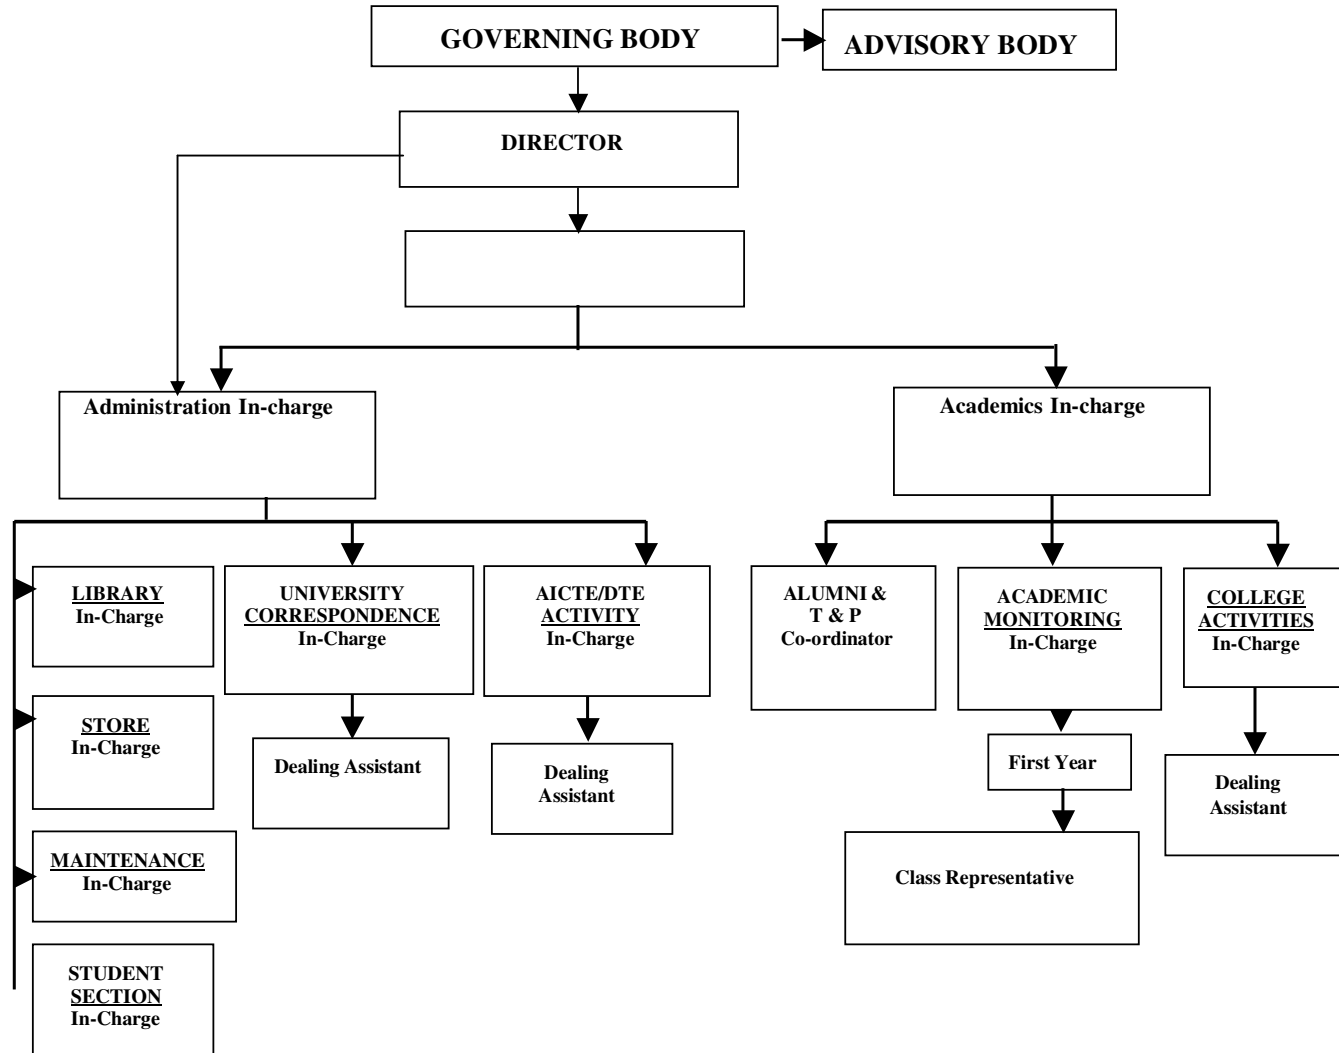 GOVERNING BODY
ADVISORY BODY
DIRECTOR
Administration In-charge
Academics In-charge
LIBRARY
In-Charge
UNIVERSITY
CORRESPONDENCE
In-Charge
AICTE/DTE
ACTIVITY
In-Charge
ALUMNI &
T & P
Co-ordinator
ACADEMIC
MONITORING
In-Charge
COLLEGE
ACTIVITIES
In-Charge
STORE
In-Charge
Dealing Assistant
Dealing
Assistant
First Year
Dealing
Assistant
MAINTENANCE
In-Charge
Class Representative
STUDENT
SECTION
In-Charge